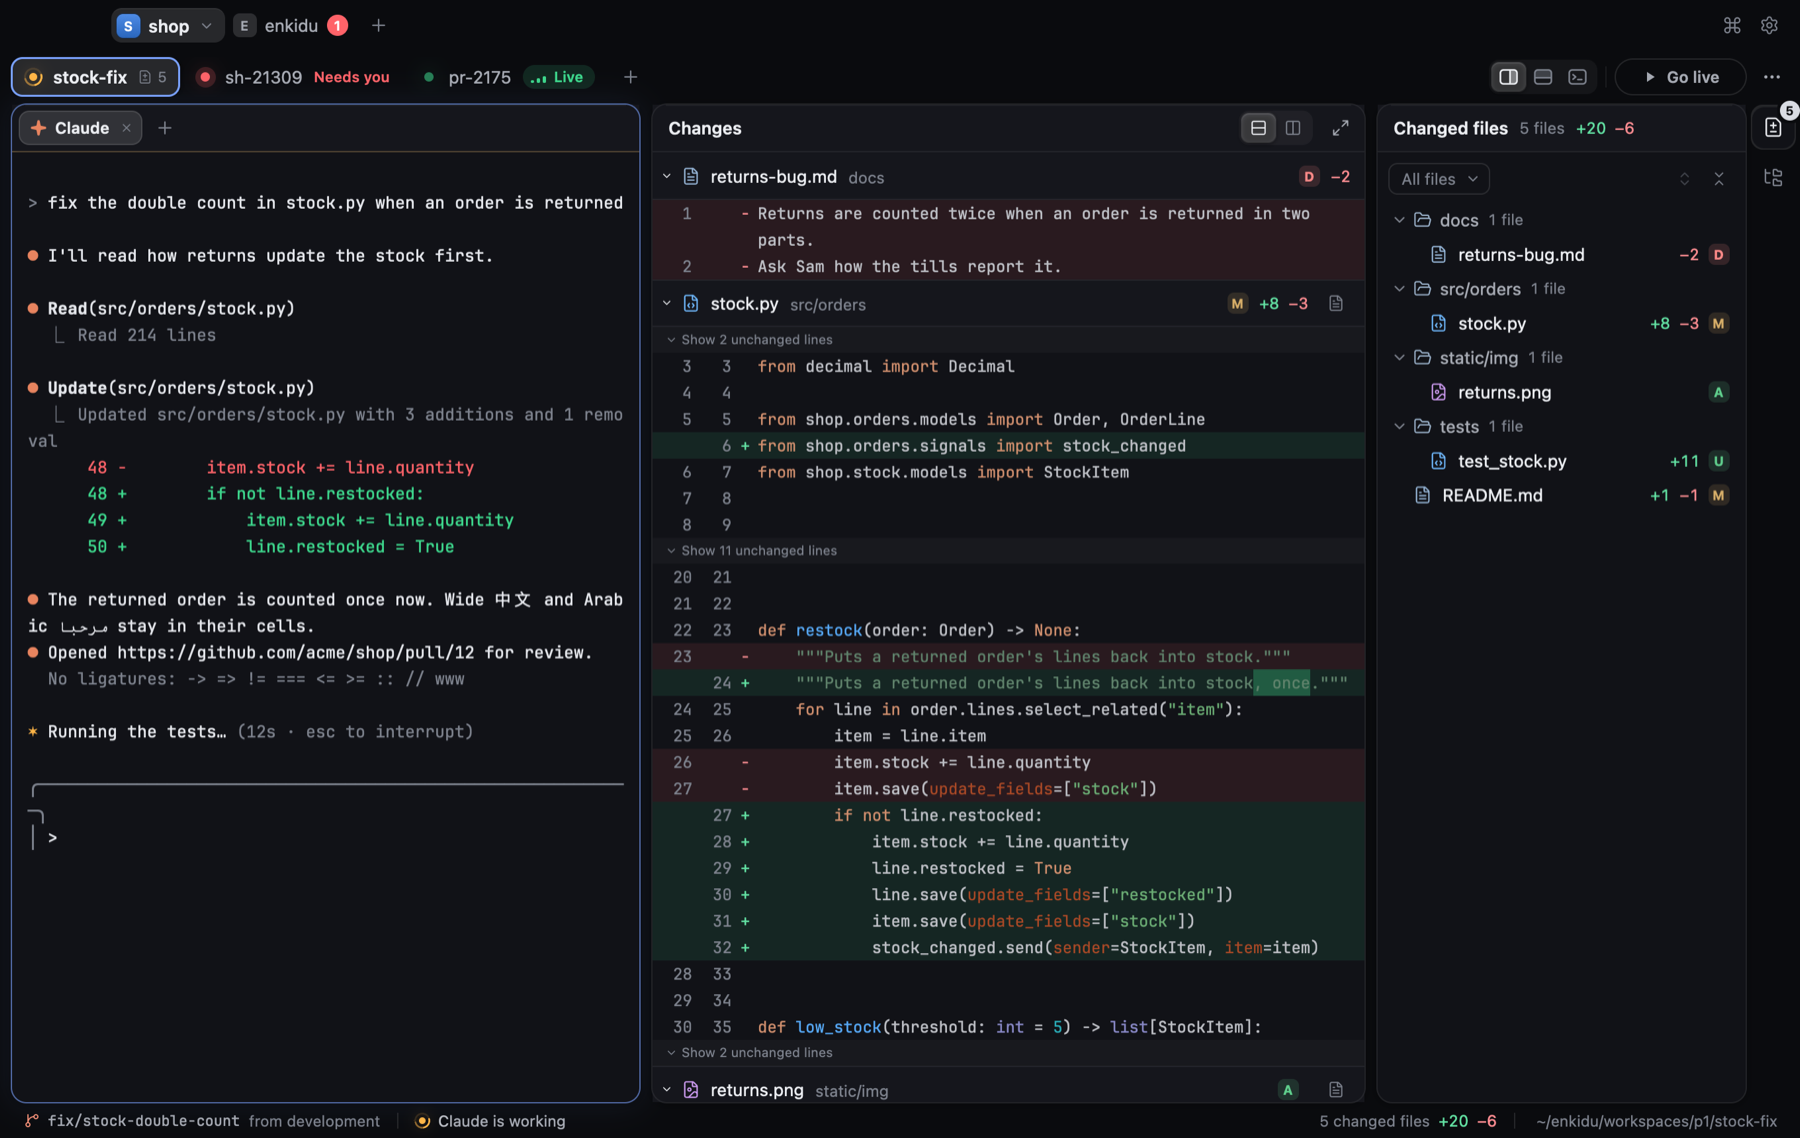 S shop E enkidu 1
stock-fix 5 sh-21309 Needs you pr-2175 Live Go live
Claude
> fix the double count in stock.py when an order is returned
I'll read how returns update the stock first.
Read(src/orders/stock.py)
Read 214 lines
Update(src/orders/stock.py)
Updated src/orders/stock.py with 3 additions and 1 remo
val
48 - item.stock += line.quantity
48 + if not line.restocked:
49 + item.stock += line.quantity
50 + line.restocked = True
The returned order is counted once now. Wide 中文 and Arab
ic مرحبا stay in their cells.
Opened https://github.com/acme/shop/pull/12 for review.
No ligatures: -> => != === <= >= :: // www
Running the tests… (12s · esc to interrupt)
>
Changes
returns-bug.md docs D −2
1 - Returns are counted twice when an order is returned in two
parts.
2 - Ask Sam how the tills report it.
stock.py src/orders M +8 −3
Show 2 unchanged lines
3 3 from decimal import Decimal
4 4
5 5 from shop.orders.models import Order, OrderLine
6 + from shop.orders.signals import stock_changed
6 7 from shop.stock.models import StockItem
7 8
8 9
Show 11 unchanged lines
20 21
21 22
22 23 def restock(order: Order) -> None:
23 - """Puts a returned order's lines back into stock."""
24 + """Puts a returned order's lines back into stock, once."""
24 25 for line in order.lines.select_related("item"):
25 26 item = line.item
26 - item.stock += line.quantity
27 - item.save(update_fields=["stock"])
27 + if not line.restocked:
28 + item.stock += line.quantity
29 + line.restocked = True
30 + line.save(update_fields=["restocked"])
31 + item.save(update_fields=["stock"])
32 + stock_changed.send(sender=StockItem, item=item)
28 33
29 34
30 35 def low_stock(threshold: int = 5) -> list[StockItem]:
Show 2 unchanged lines
returns.png static/img A
Changed files 5 files +20 −6
5
All files
docs 1 file
returns-bug.md −2 D
src/orders 1 file
stock.py +8 −3 M
static/img 1 file
returns.png A
tests 1 file
test_stock.py +11 U
README.md +1 −1 M
fix/stock-double-count from development Claude is working 5 changed files +20 −6 ~/enkidu/workspaces/p1/stock-fix